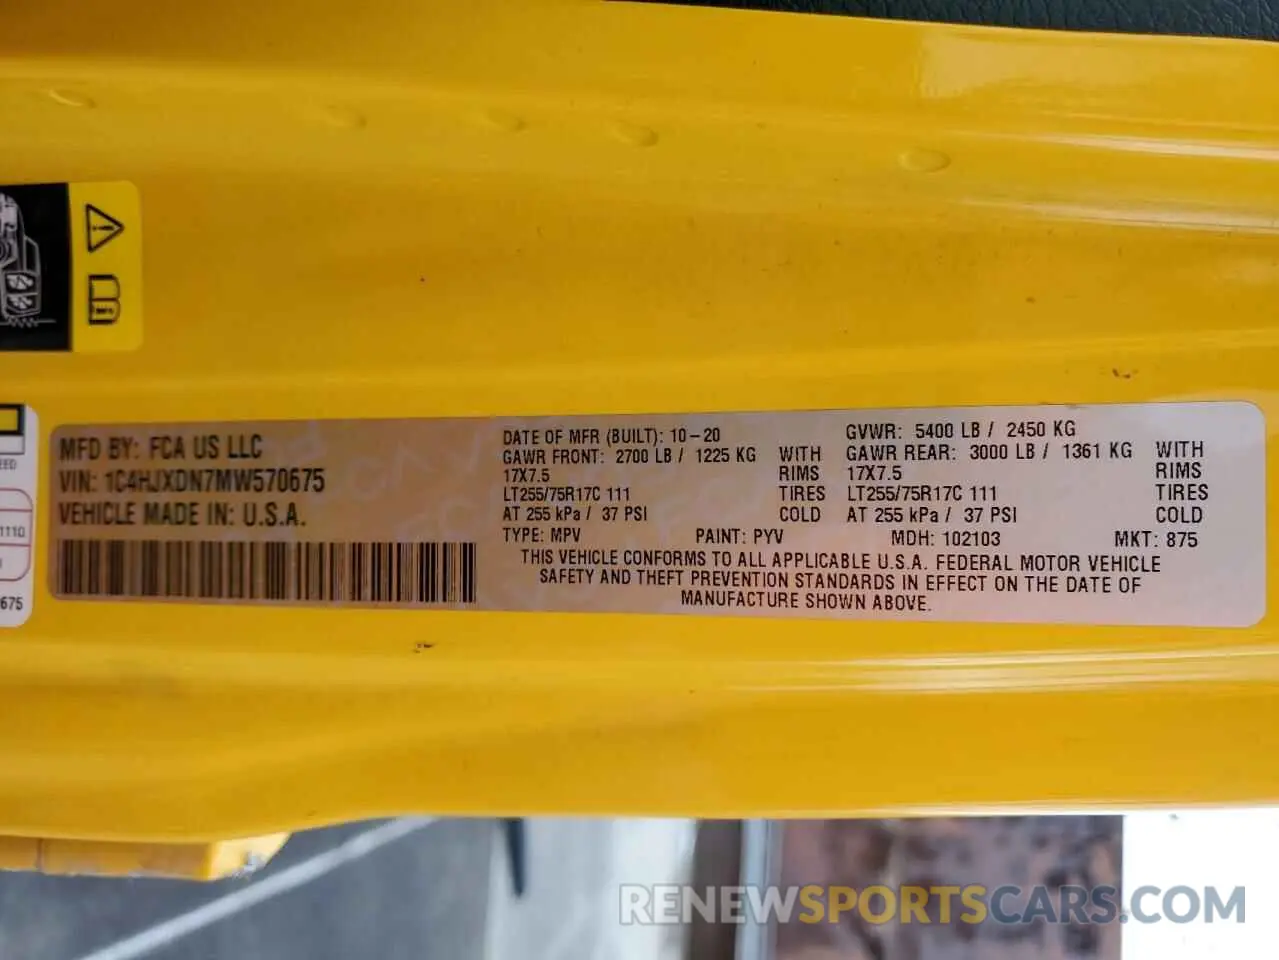 MFD BY: FCA US LLC
VIN: 1C4HJXDN7MW570675
VEHICLE MADE IN: U.S.A.
DATE OF MFR (BUILT): 10-20 GVWR: 5400 LB / 2450 KG
GAWR FRONT: 2700 LB / 1225 KG WITH GAWR REAR: 3000 LB / 1361 KG WITH
17X7.5 RIMS 17X7.5 RIMS
LT255/75R17C 111 TIRES LT255/75R17C 111 TIRES
AT 255 kPa / 37 PSI COLD AT 255 kPa / 37 PSI COLD
TYPE: MPV PAINT: PYV MDH: 102103 MKT: 875
THIS VEHICLE CONFORMS TO ALL APPLICABLE U.S.A. FEDERAL MOTOR VEHICLE
SAFETY AND THEFT PREVENTION STANDARDS IN EFFECT ON THE DATE OF
MANUFACTURE SHOWN ABOVE.
RENEWSPORTSCARS.COM